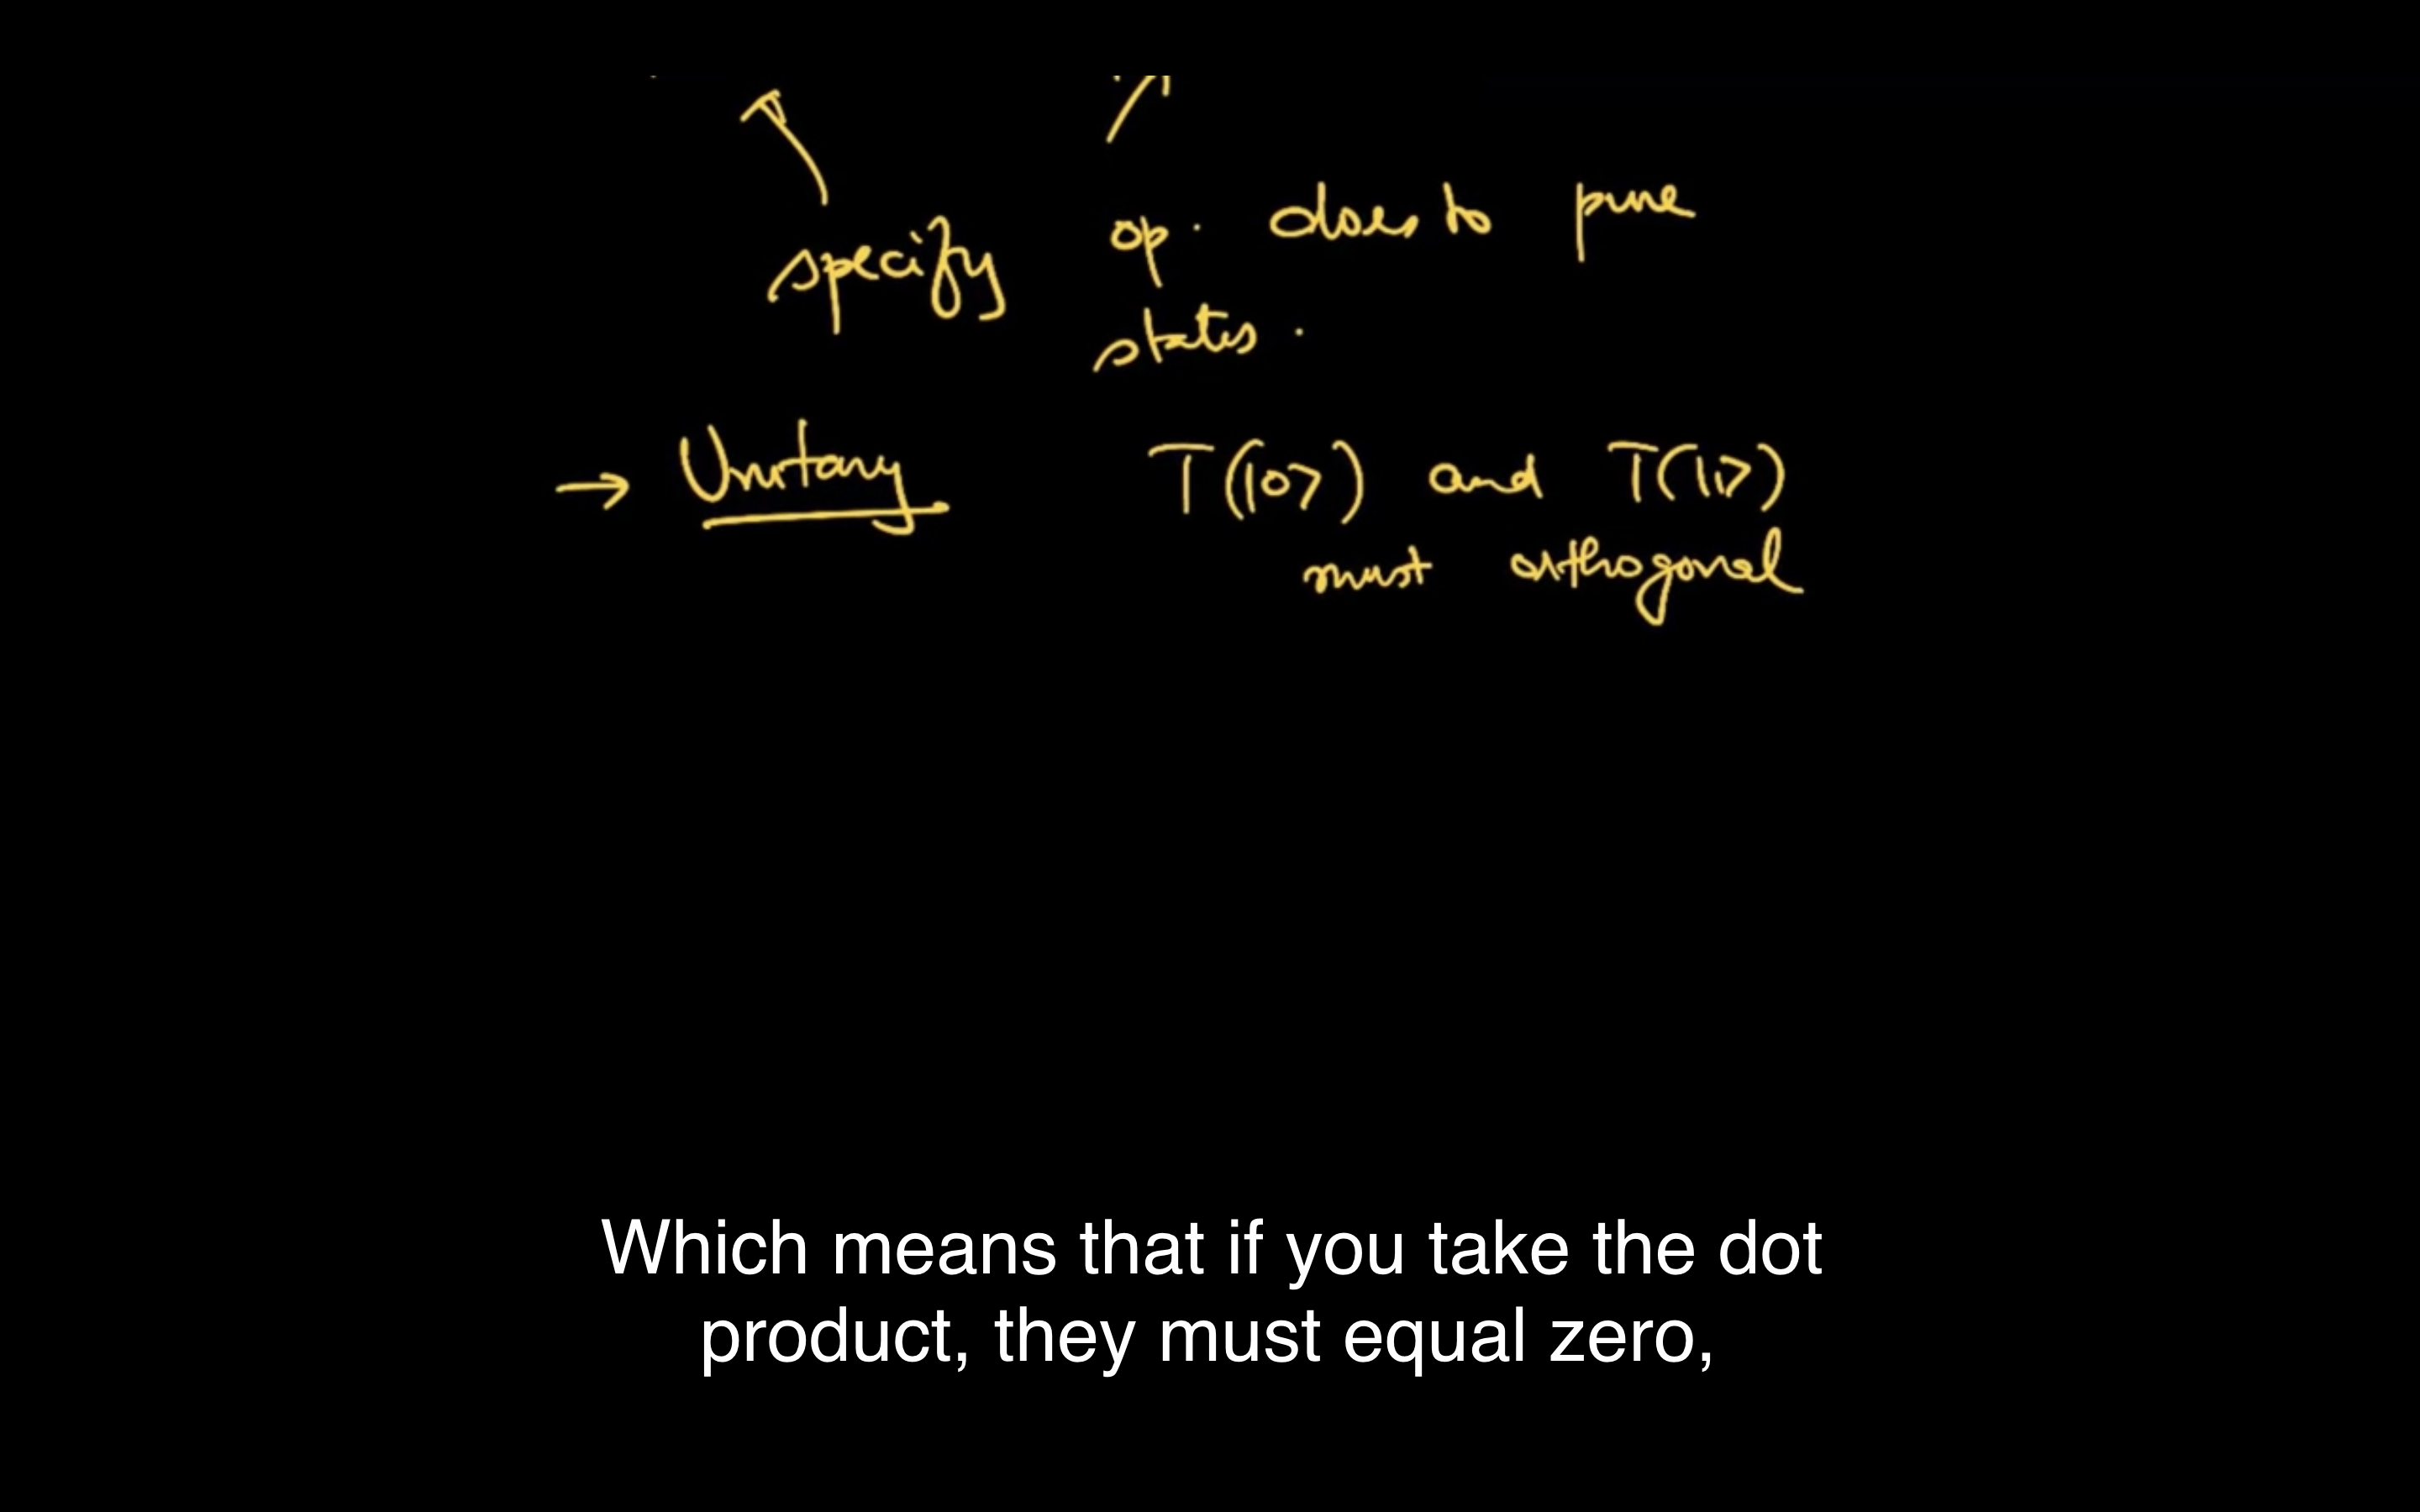 specify op. does to pure
states.
→ Unitary T(|0>) and T(|1>)
must orthogonal
Which means that if you take the dot
product, they must equal zero,